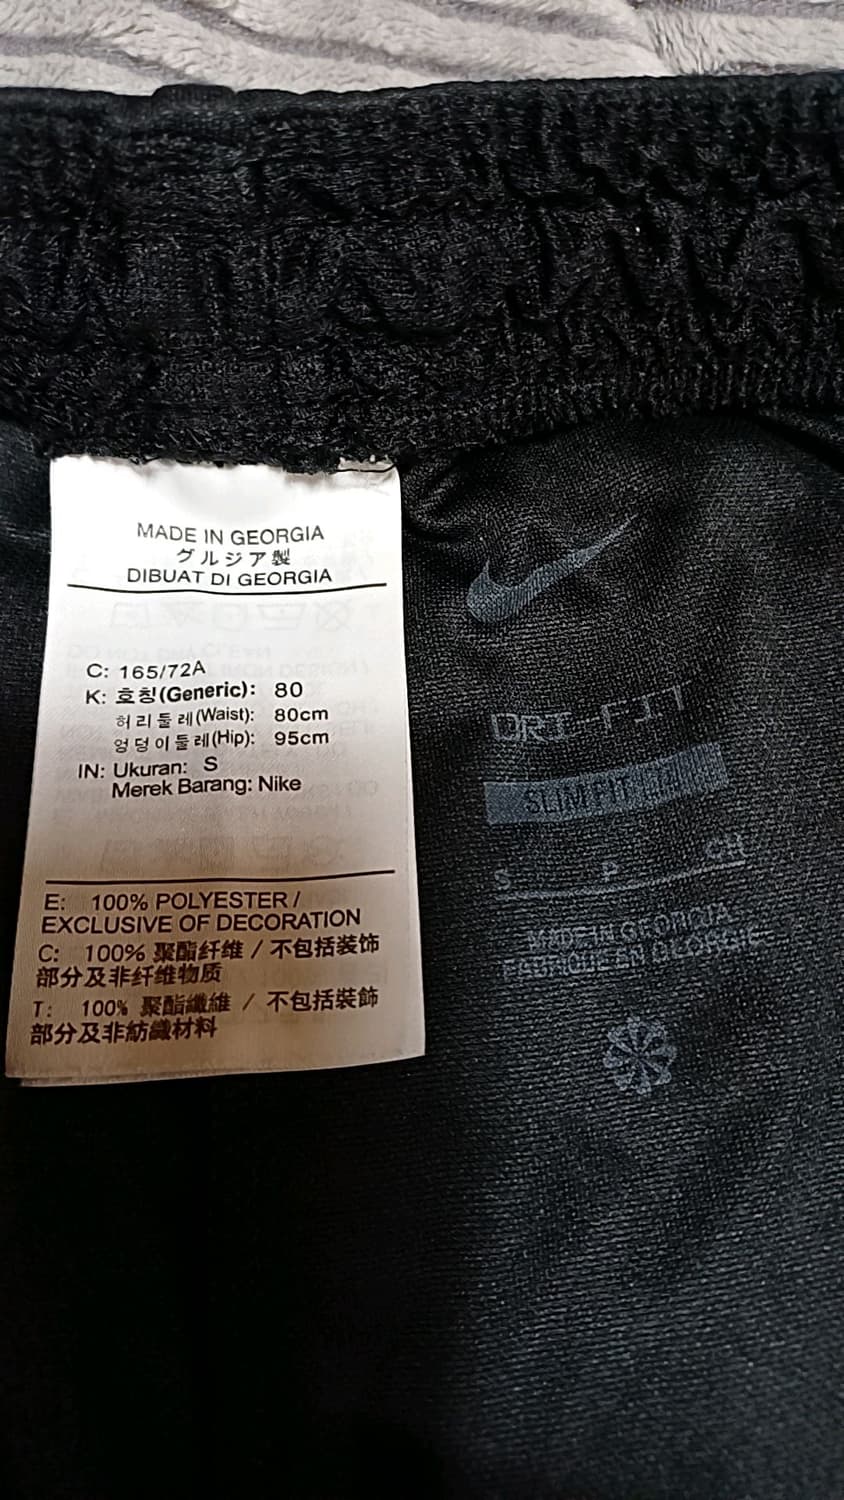 MADE IN GEORGIA
グルジア製
DIBUAT DI GEORGIA
C: 165/72A
K: 호칭(Generic): 80
허리둘레(Waist): 80cm
엉덩이둘레(Hip): 95cm
IN: Ukuran: S
Merek Barang: Nike
E: 100% POLYESTER /
EXCLUSIVE OF DECORATION
C: 100% 聚酯纤维 / 不包括装饰
部分及非纤维物质
T: 100% 聚酯纖維 / 不包括裝飾
部分及非紡織材料
DRI-FIT
SLIM FIT
S P CH
MADE IN GEORGIA
FABRIQUÉ EN GÉORGIE